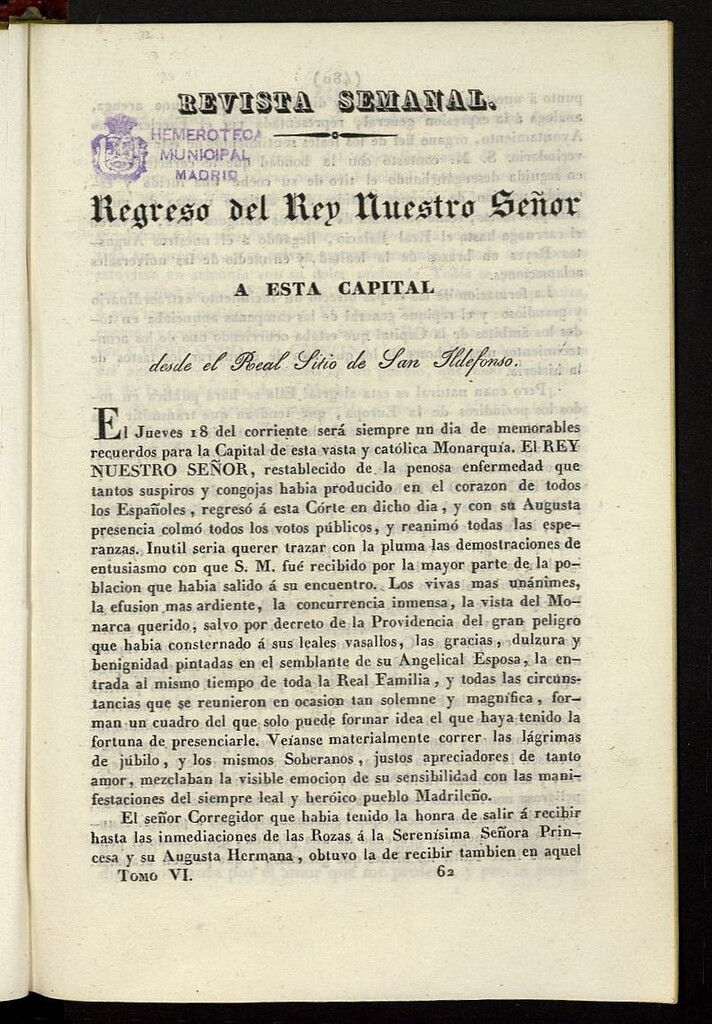 REVISTA SEMANAL.
HEMEROTECA
MUNICIPAL
MADRID
Regreso del Rey Nuestro Señor
A ESTA CAPITAL
desde el Real Sitio de San Ildefonso.
El Jueves 18 del corriente será siempre un dia de memorables
recuerdos para la Capital de esta vasta y católica Monarquía. El REY
NUESTRO SEÑOR, restablecido de la penosa enfermedad que
tantos suspiros y congojas habia producido en el corazon de todos
los Españoles, regresó á esta Córte en dicho dia, y con su Augusta
presencia colmó todos los votos públicos, y reanimó todas las espe-
ranzas. Inutil seria querer trazar con la pluma las demostraciones de
entusiasmo con que S. M. fué recibido por la mayor parte de la po-
blacion que habia salido á su encuentro. Los vivas mas unánimes,
la efusion mas ardiente, la concurrencia inmensa, la vista del Mo-
narca querido, salvo por decreto de la Providencia del gran peligro
que habia consternado á sus leales vasallos, las gracias, dulzura y
benignidad pintadas en el semblante de su Angelical Esposa, la en-
trada al mismo tiempo de toda la Real Familia, y todas las circuns-
tancias que se reunieron en ocasion tan solemne y magnífica, for-
man un cuadro del que solo puede formar idea el que haya tenido la
fortuna de presenciarle. Veíanse materialmente correr las lágrimas
de júbilo, y los mismos Soberanos, justos apreciadores de tanto
amor, mezclaban la visible emocion de su sensibilidad con las mani-
festaciones del siempre leal y heróico pueblo Madrileño.
El señor Corregidor que habia tenido la honra de salir á recibir
hasta las inmediaciones de las Rozas á la Serenísima Señora Prin-
cesa y su Augusta Hermana, obtuvo la de recibir tambien en aquel
TOMO VI. 62